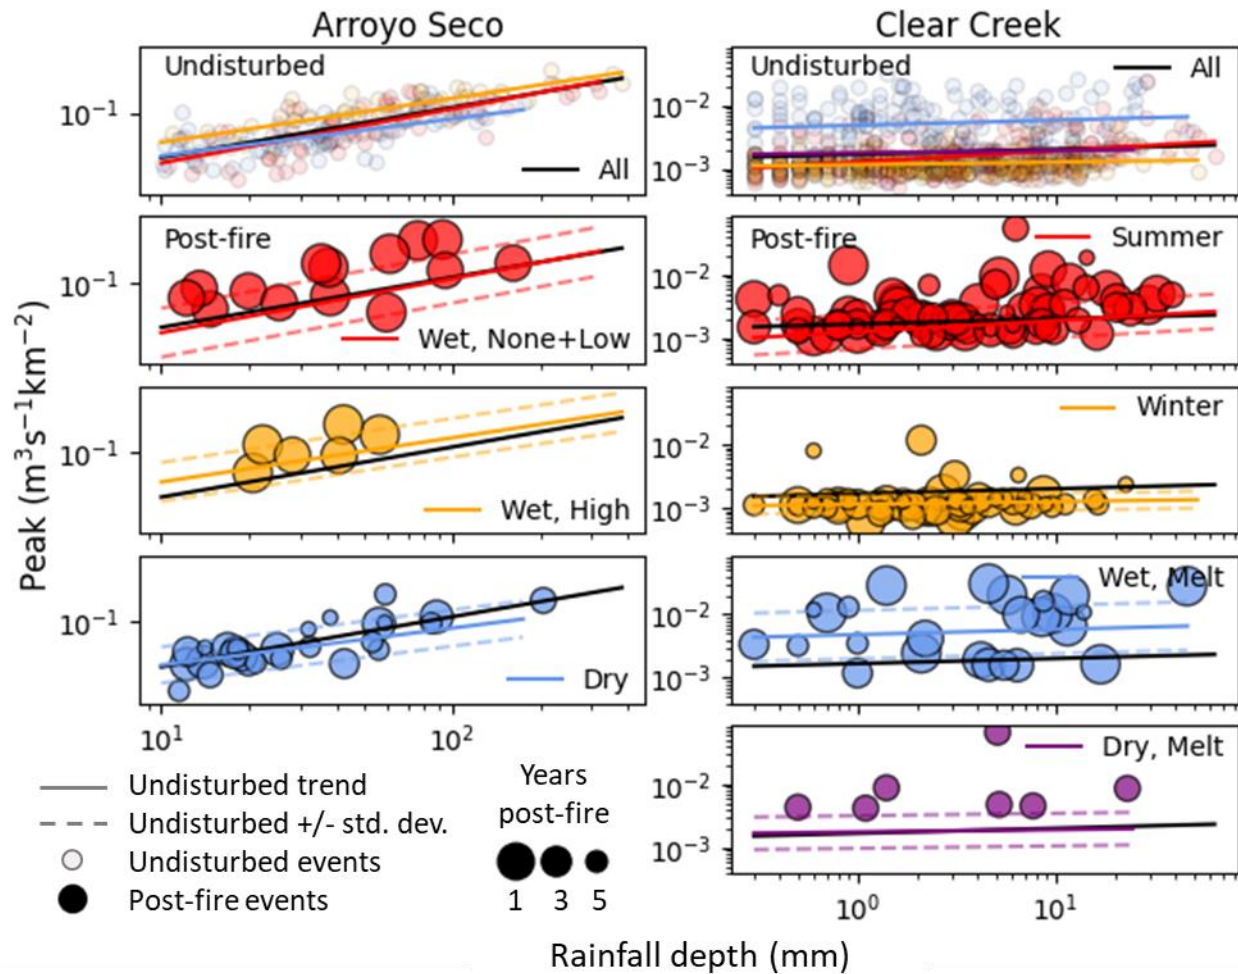 Arroyo Seco
Clear Creek
Undisturbed
All
10⁻¹
Undisturbed
All
10⁻²
10⁻³
Post-fire
Wet, None+Low
10⁻¹
Post-fire
Summer
10⁻²
10⁻³
Wet, High
10⁻¹
Winter
10⁻²
10⁻³
Dry
10⁻¹
10¹
10²
Wet, Melt
10⁻²
10⁻³
Dry, Melt
10⁻²
10⁻³
10⁰
10¹
Peak (m³s⁻¹km⁻²)
Undisturbed trend
Undisturbed +/- std. dev.
Undisturbed events
Post-fire events
Years
post-fire
1 3 5
Rainfall depth (mm)